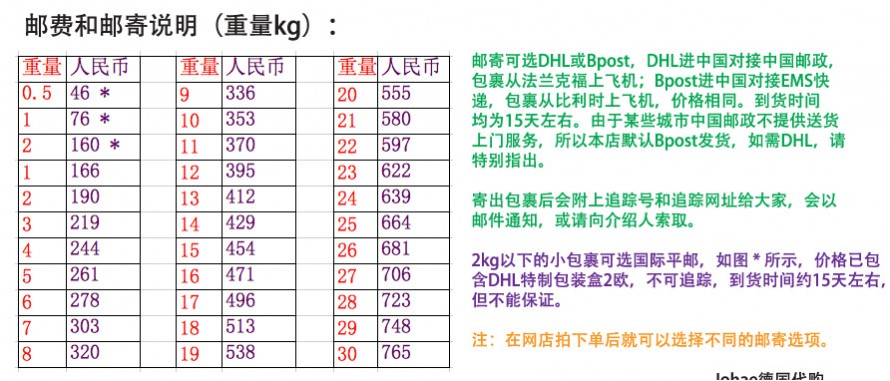 邮费和邮寄说明（重量kg）：
重量 人民币 重量 人民币 重量 人民币
0.5 46 * 9 336 20 555
1 76 * 10 353 21 580
2 160 * 11 370 22 597
1 166 12 395 23 622
2 190 13 412 24 639
3 219 14 429 25 664
4 244 15 454 26 681
5 261 16 471 27 706
6 278 17 496 28 723
7 303 18 513 29 748
8 320 19 538 30 765
邮寄可选DHL或Bpost，DHL进中国对接中国邮政，
包裹从法兰克福上飞机；Bpost进中国对接EMS快
递，包裹从比利时上飞机，价格相同。到货时间
均为15天左右。由于某些城市中国邮政不提供送货
上门服务，所以本店默认Bpost发货，如需DHL，请
特别指出。
寄出包裹后会附上追踪号和追踪网址给大家，会以
邮件通知，或请向介绍人索取。
2kg以下的小包裹可选国际平邮，如图 * 所示，价格已包
含DHL特制包装盒2欧，不可追踪，到货时间约15天左右，
但不能保证。
注：在网店拍下单后就可以选择不同的邮寄选项。